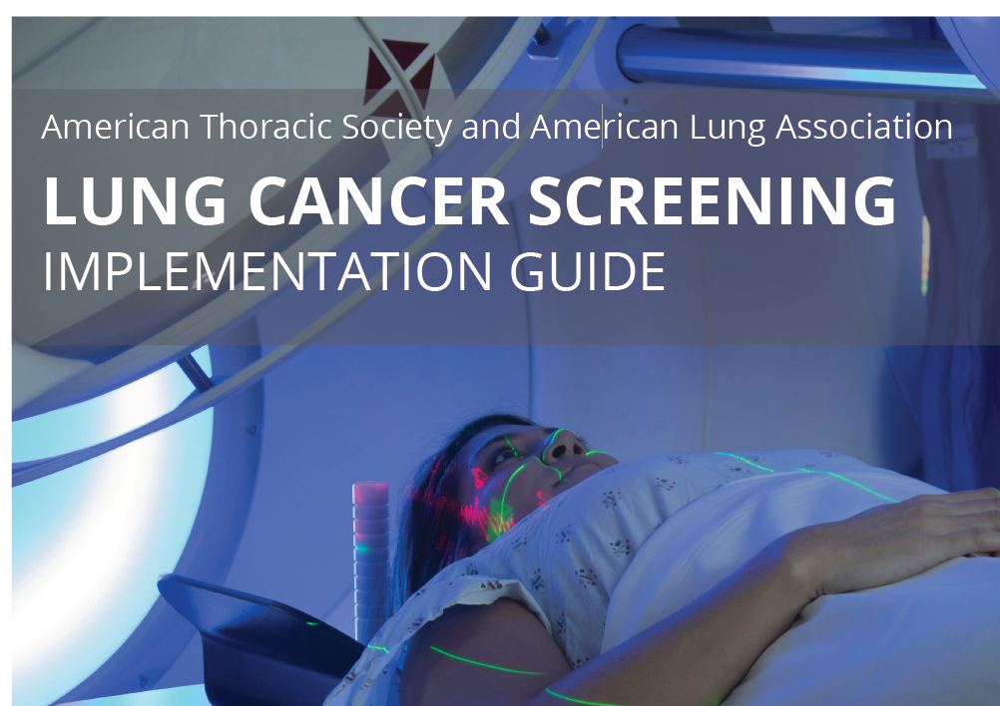 American Thoracic Society and American Lung Association
LUNG CANCER SCREENING
IMPLEMENTATION GUIDE